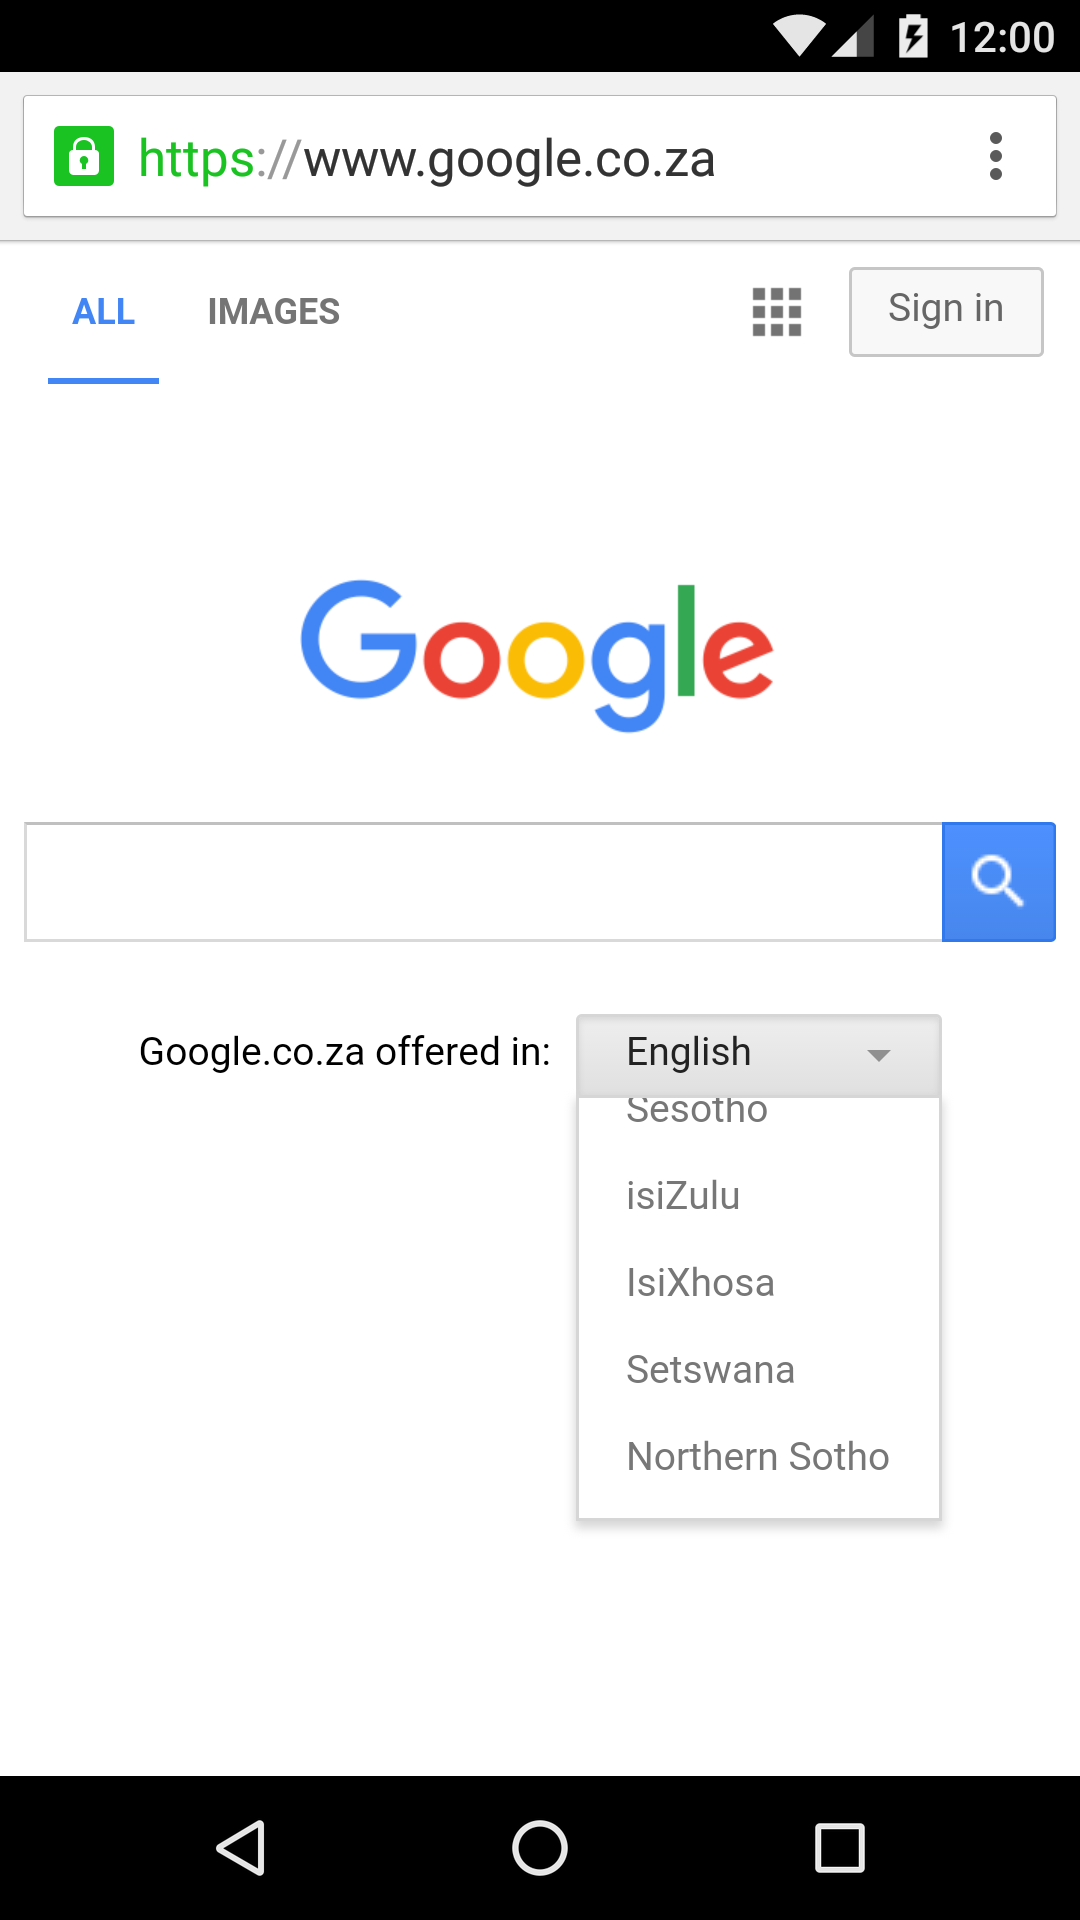 12:00
https://www.google.co.za
ALL IMAGES Sign in
Google
Google.co.za offered in: English
Sesotho
isiZulu
IsiXhosa
Setswana
Northern Sotho